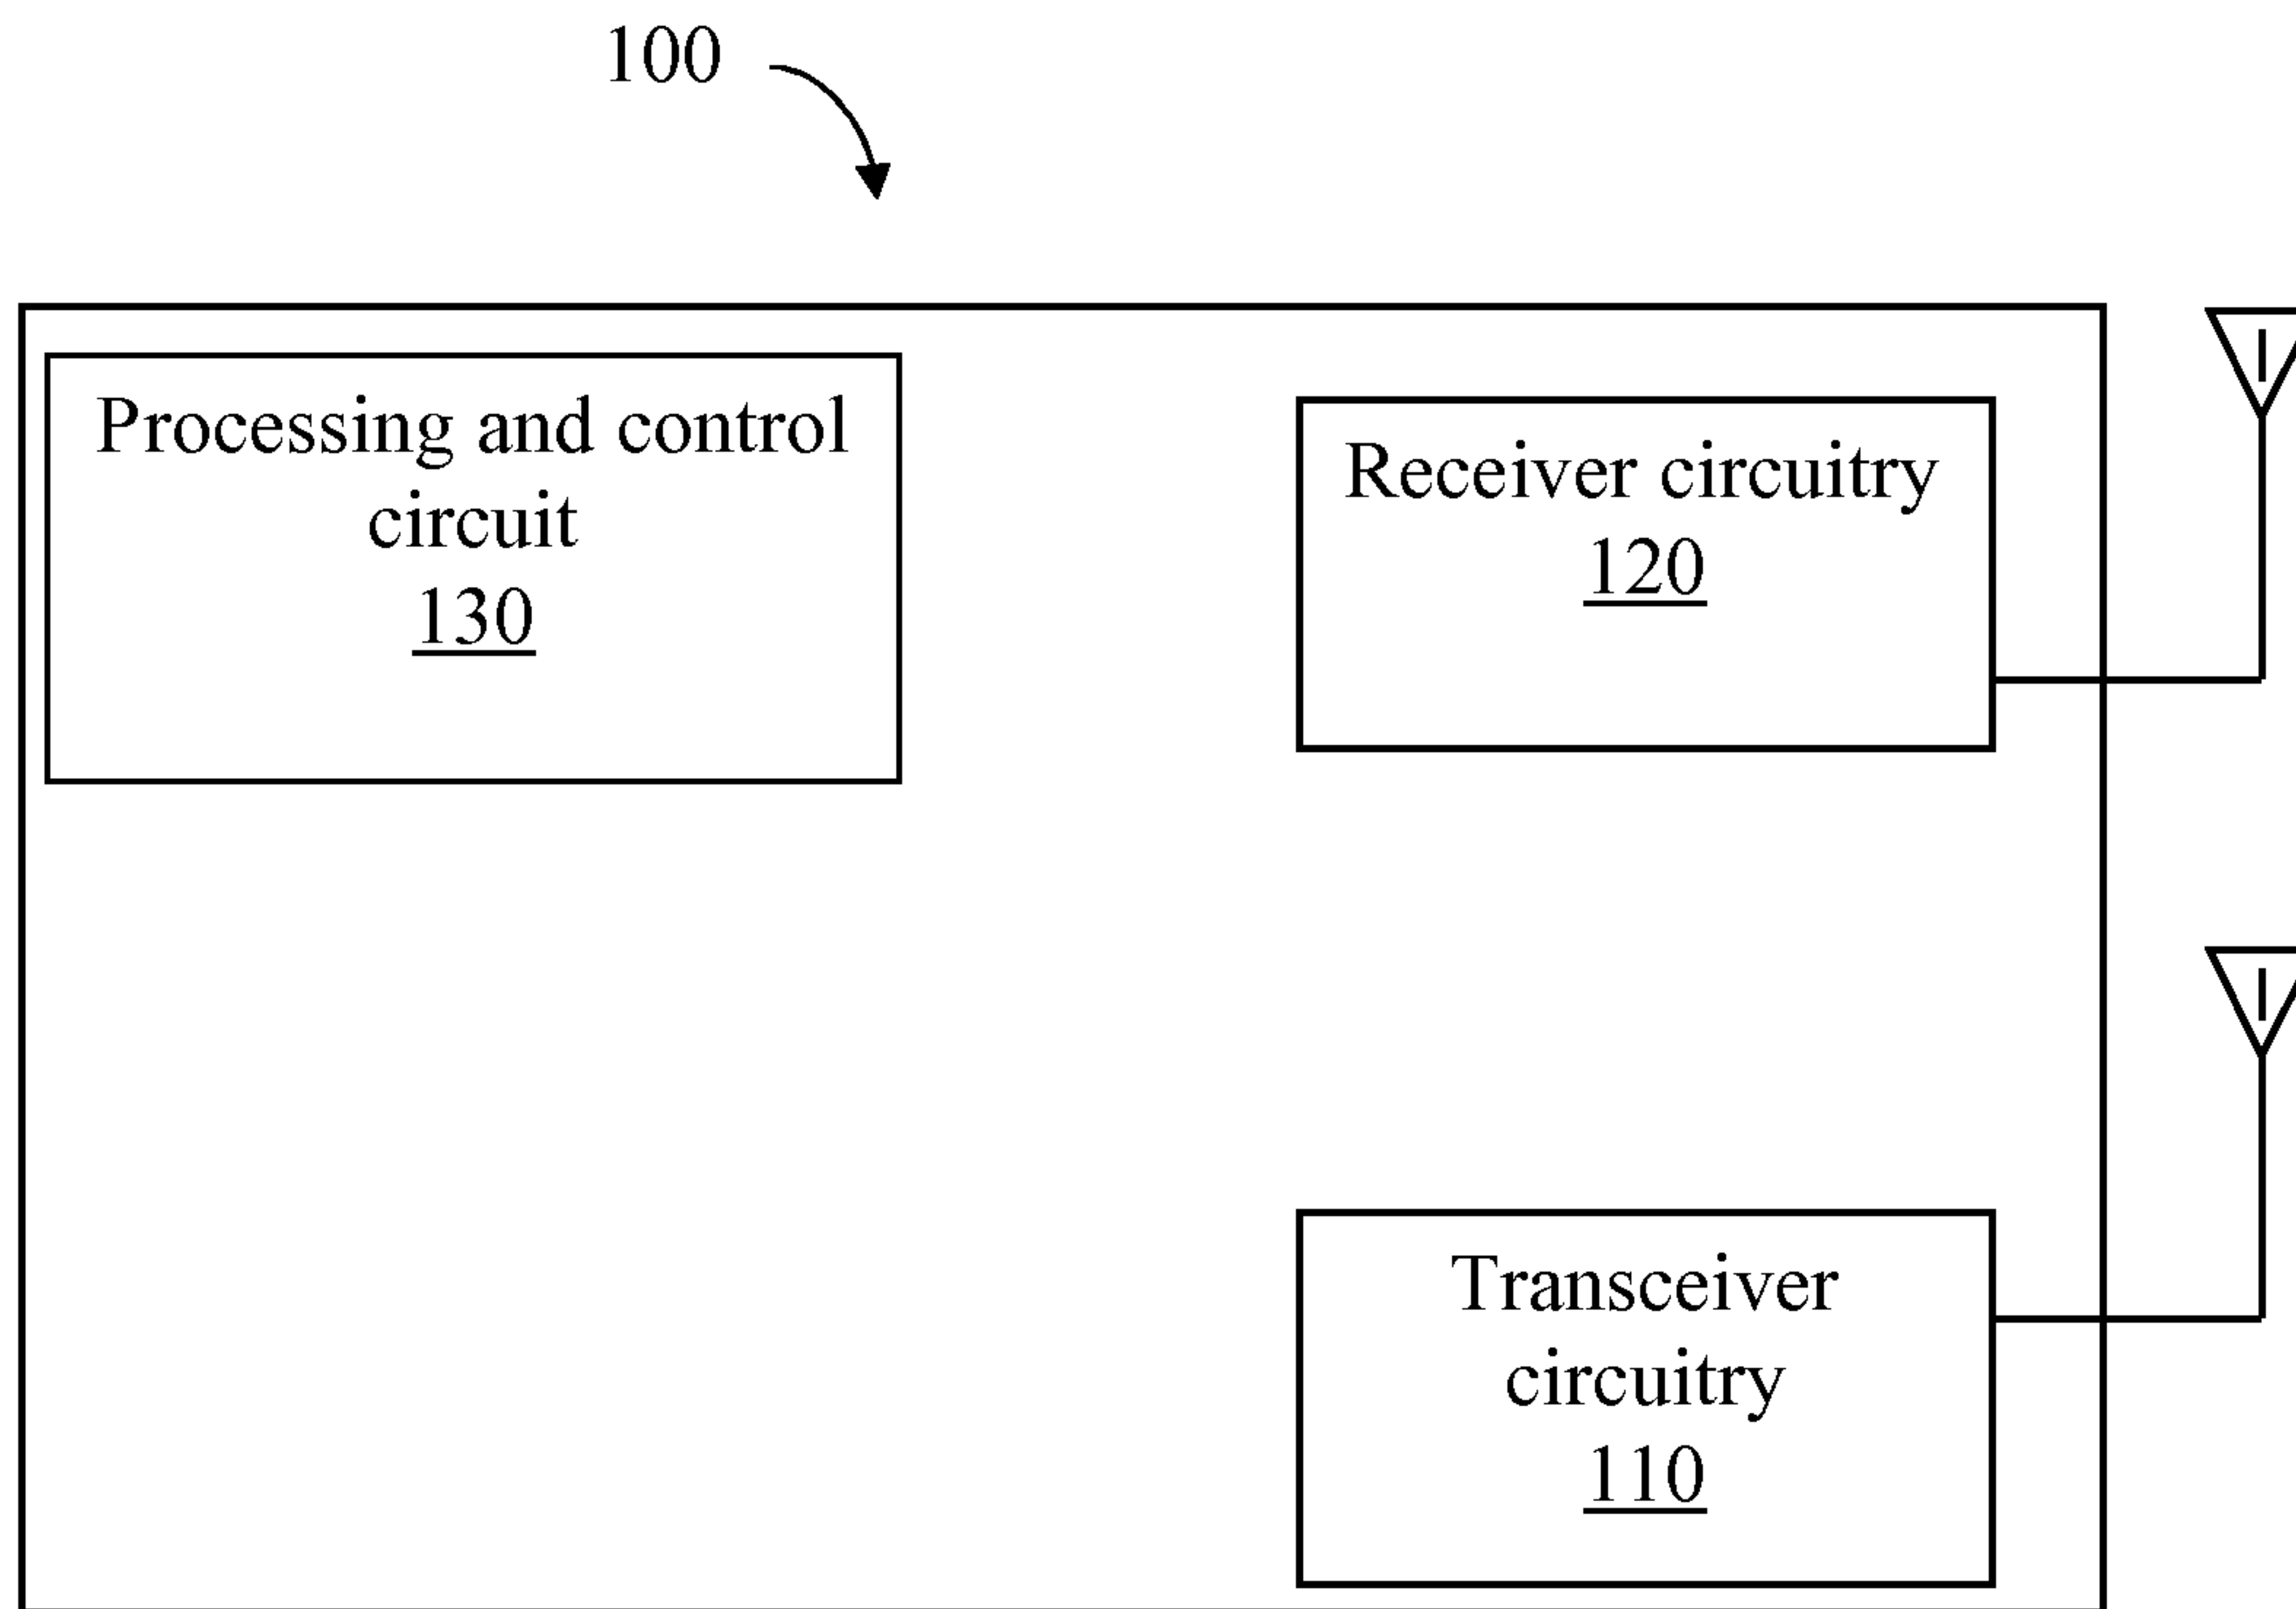 100
Processing and control
circuit
130
Receiver circuitry
120
Transceiver
circuitry
110